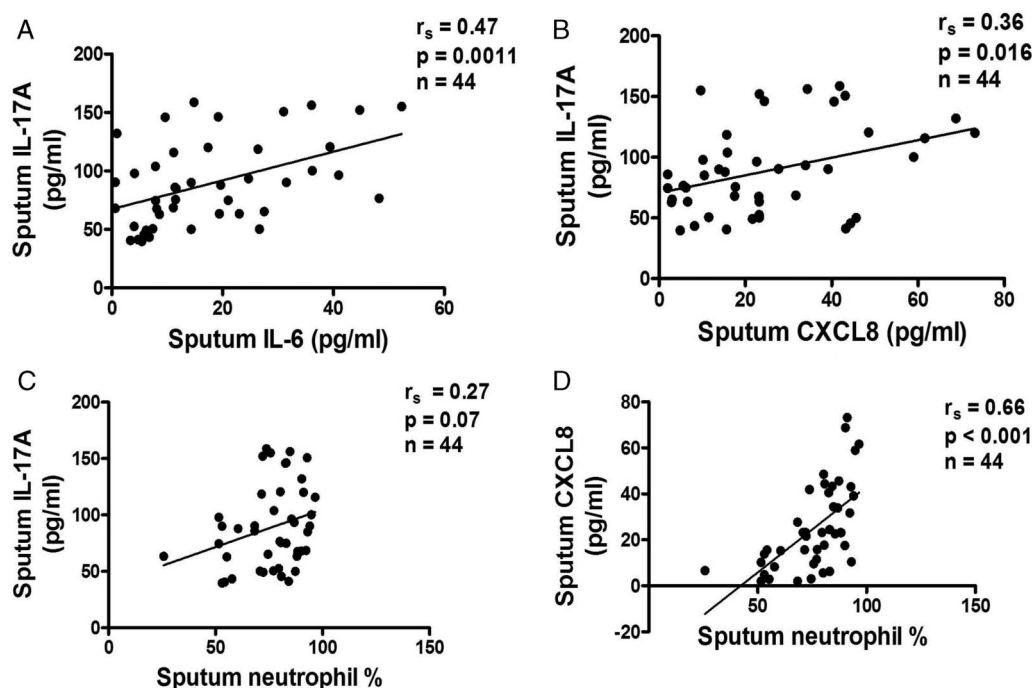 A
r_s = 0.47
p = 0.0011
n = 44
Sputum IL-17A
(pg/ml)
200
150
100
50
0
0 20 40 60
Sputum IL-6 (pg/ml)
B
r_s = 0.36
p = 0.016
n = 44
Sputum IL-17A
(pg/ml)
200
150
100
50
0
0 20 40 60 80
Sputum CXCL8 (pg/ml)
C
r_s = 0.27
p = 0.07
n = 44
Sputum IL-17A
(pg/ml)
200
150
100
50
0
0 50 100 150
Sputum neutrophil %
D
r_s = 0.66
p < 0.001
n = 44
Sputum CXCL8
(pg/ml)
80
60
40
20
0
-20
50 100 150
Sputum neutrophil %